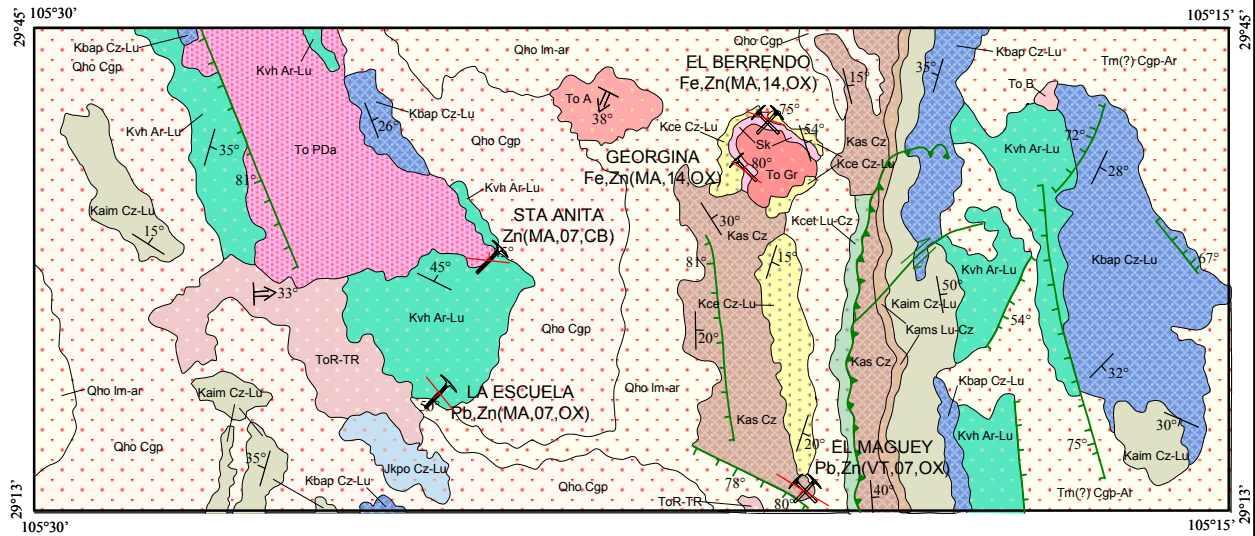 105°30'
105°15'
29°45'
29°45'
Kbap Cz-Lu
Qho Cgp
Kvh Ar-Lu
Qho lm-ar
Qho Cgp
EL BERRENDO
Fe,Zn(MA,14,OX)
Kbap Cz-Lu
Tm(?) Cgp-Ar
15°
35°
To B
To A
38°
Kbap Cz-Lu
26°
Kvh Ar-Lu
35°
To PDa
Qho Cgp
Kce Cz-Lu
75°
54°
Sk
Kas Cz
Kce Cz-Lu
Kvh Ar-Lu
72°
28°
GEORGINA
Fe,Zn(MA,14,OX)
80°
To Gr
81°
Kvh Ar-Lu
Kaim Cz-Lu
15°
STA ANITA
Zn(MA,07,CB)
45°
30°
Kas Cz
Kcet Lu-Cz
81°
15°
Kvh Ar-Lu
Kbap Cz-Lu
67°
45°
33°
50°
Kce Cz-Lu
Kaim Cz-Lu
Kvh Ar-Lu
Qho Cgp
20°
Kams Lu-Cz
54°
ToR-TR
Kas Cz
32°
Qho lm-ar
Kaim Cz-Lu
LA ESCUELA
Pb,Zn(MA,07,OX)
50°
Qho lm-ar
Kbap Cz-Lu
Kas Cz
Qho Cgp
35°
Jkpo Cz-Lu
20°
EL MAGUEY
Pb,Zn(VT,07,OX)
Kvh Ar-Lu
75°
30°
Kaim Cz-Lu
Kbap Cz-Lu
Qho Cgp
78°
ToR-TR
80°
40°
Tm(?) Cgp-Ar
29°13'
29°13'
105°30'
105°15'